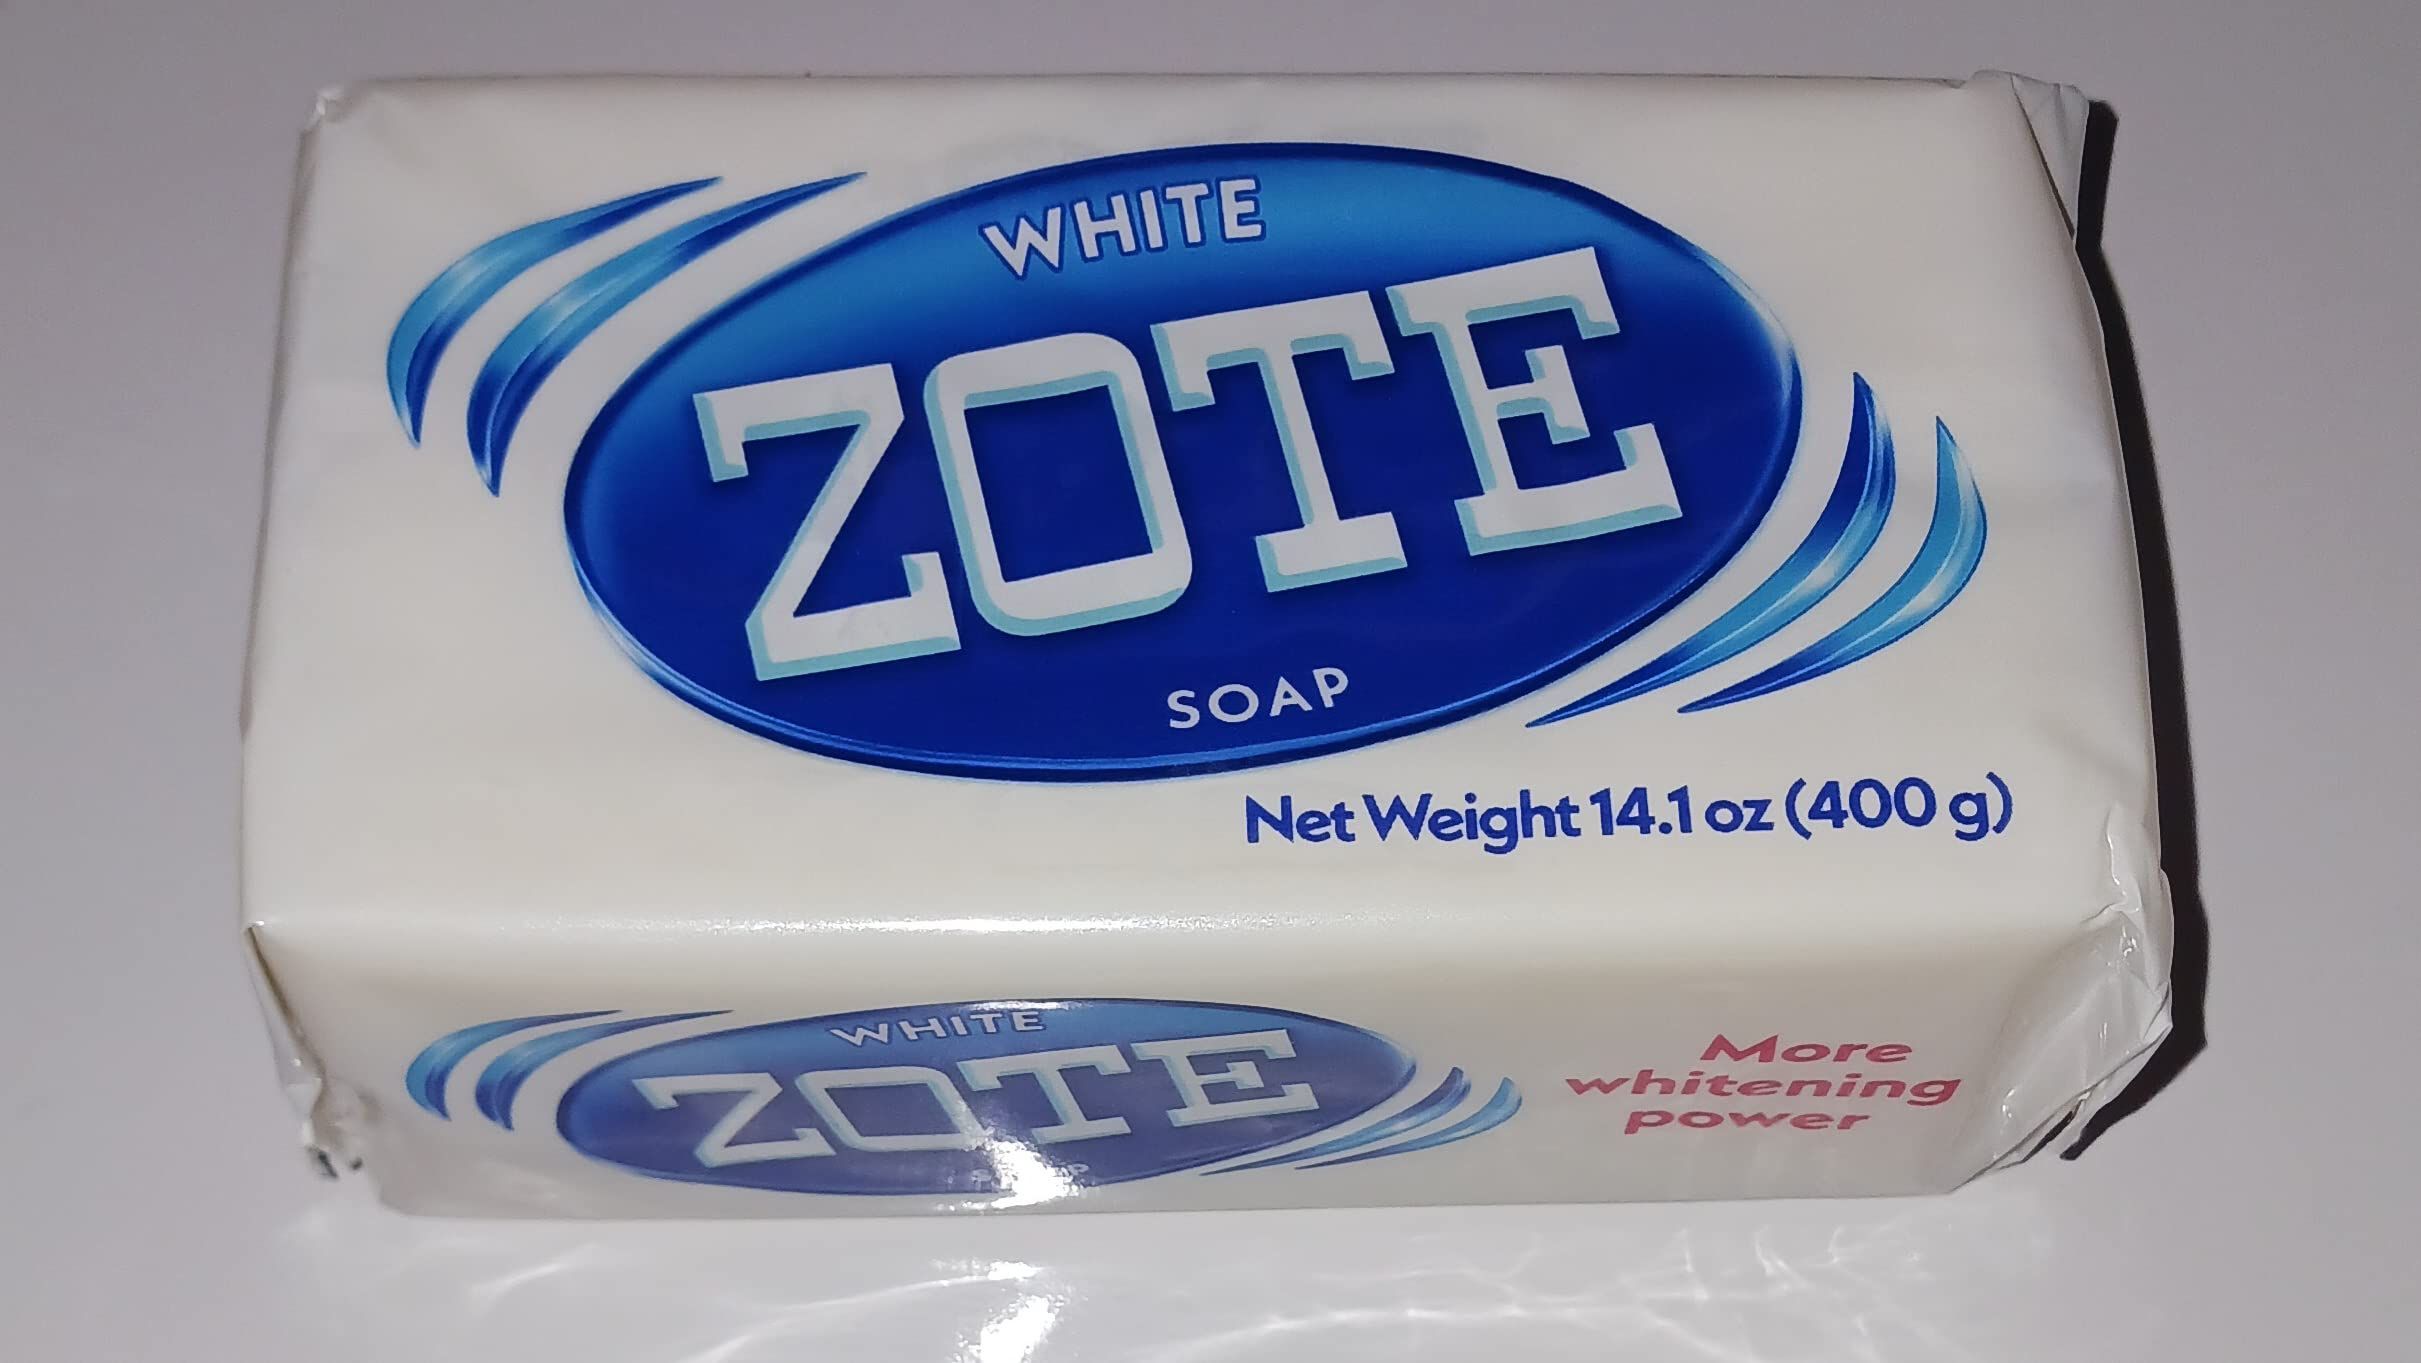 WHITE
ZOTE
SOAP
Net Weight 14.1 oz (400 g)
WHITE
ZOTE
More
whitening
power